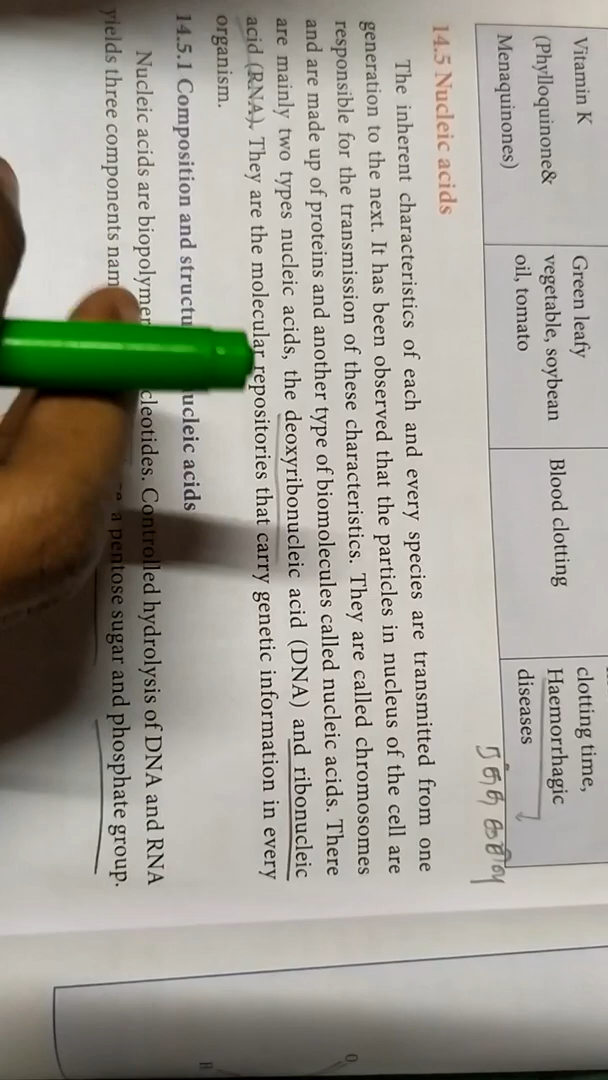 Vitamin K
(Phylloquinone&
Menaquinones)
Green leafy
vegetable, soybean
oil, tomato
Blood clotting
clotting time,
Haemorrhagic
diseases
14.5 Nucleic acids
The inherent characteristics of each and every species are transmitted from one
generation to the next. It has been observed that the particles in nucleus of the cell are
responsible for the transmission of these characteristics. They are called chromosomes
and are made up of proteins and another type of biomolecules called nucleic acids. There
are mainly two types nucleic acids, the deoxyribonucleic acid (DNA) and ribonucleic
acid (RNA). They are the molecular repositories that carry genetic information in every
organism.
14.5.1 Composition and ucleic acids
Nucleic acids are cleotides. Controlled hydrolysis of DNA and RNA
yields three components a pentose sugar and phosphate group.